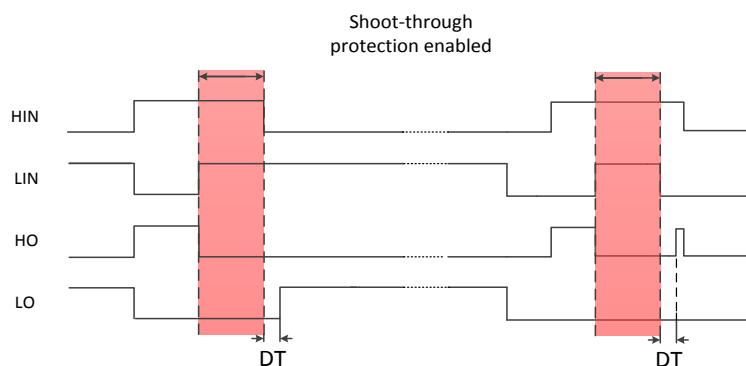 Shoot-through
protection enabled
HIN
LIN
HO
LO
DT
DT